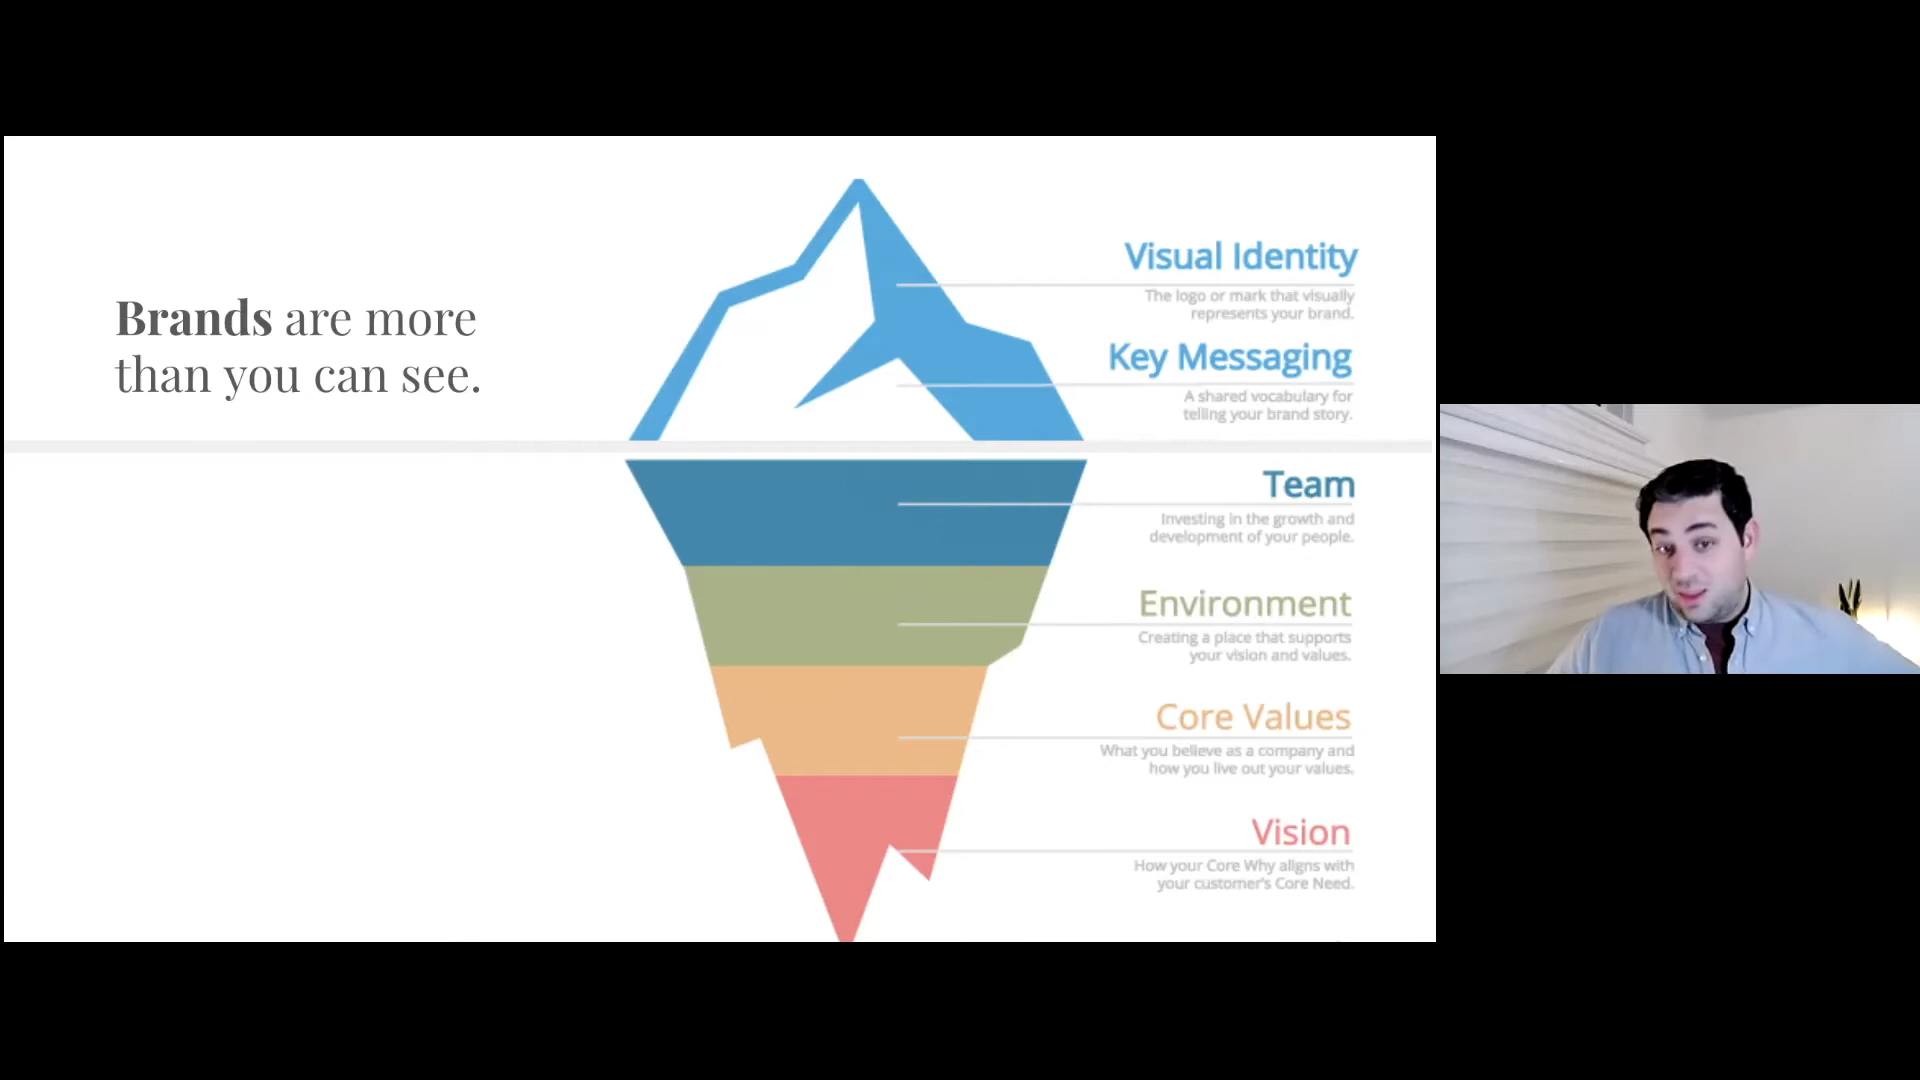 Brands are more
than you can see.
Visual Identity
The logo or mark that visually
represents your brand.
Key Messaging
A shared vocabulary for
telling your brand story.
Team
Investing in the growth and
development of your people.
Environment
Creating a place that supports
your vision and values.
Core Values
What you believe as a company and
how you live out your values.
Vision
How your Core Why aligns with
your customer's Core Need.